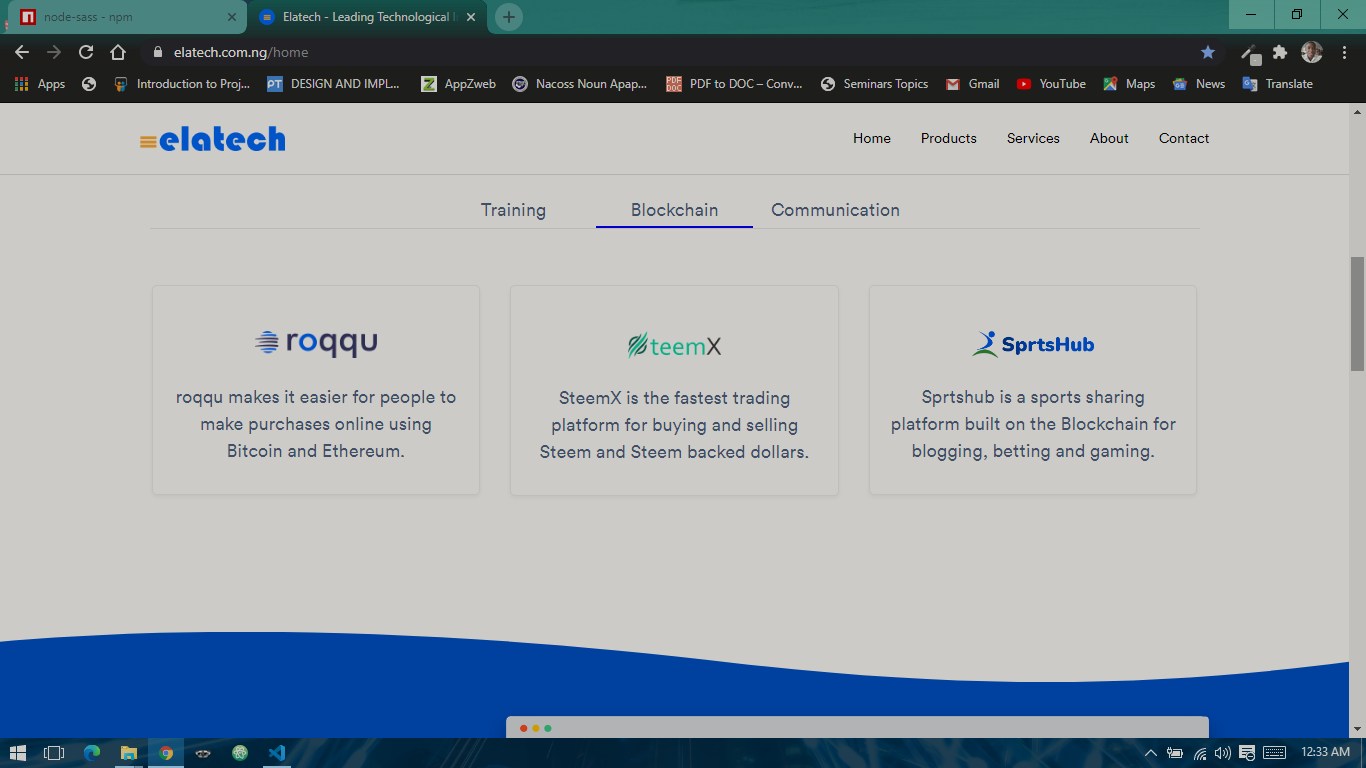 node-sass - npm
Elatech - Leading Technological I
elatech.com.ng/home
Apps
Introduction to Proj...
PT
DESIGN AND IMPL...
Z
AppZweb
Nacoss Noun Apap...
PDF
DOC
PDF to DOC – Conv...
Seminars Topics
Gmail
YouTube
Maps
News
Translate
elatech
Home
Products
Services
About
Contact
Training
Blockchain
Communication
roqqu
roqqu makes it easier for people to
make purchases online using
Bitcoin and Ethereum.
SteemX
SteemX is the fastest trading
platform for buying and selling
Steem and Steem backed dollars.
SprtsHub
Sprtshub is a sports sharing
platform built on the Blockchain for
blogging, betting and gaming.
12:33 AM